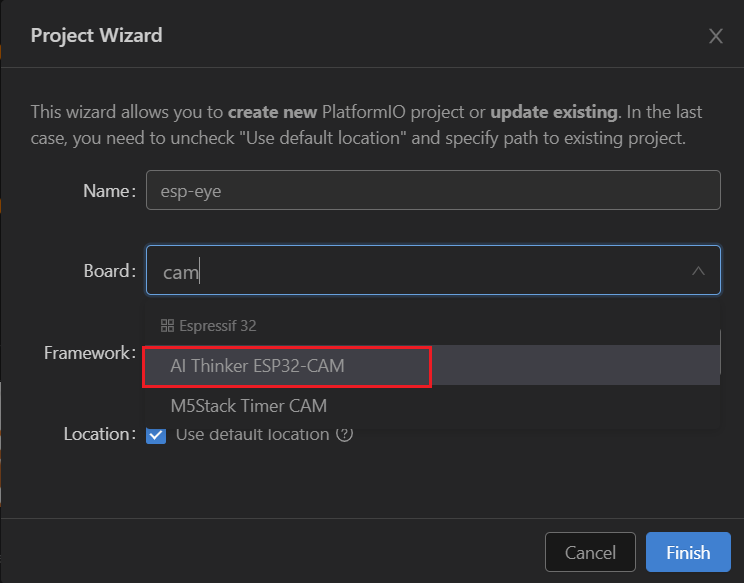 Project Wizard
This wizard allows you to create new PlatformIO project or update existing. In the last
case, you need to uncheck "Use default location" and specify path to existing project.
Name:
esp-eye
Board:
cam
Espressif 32
Framework:
AI Thinker ESP32-CAM
M5Stack Timer CAM
Location:
Use default location
Cancel
Finish